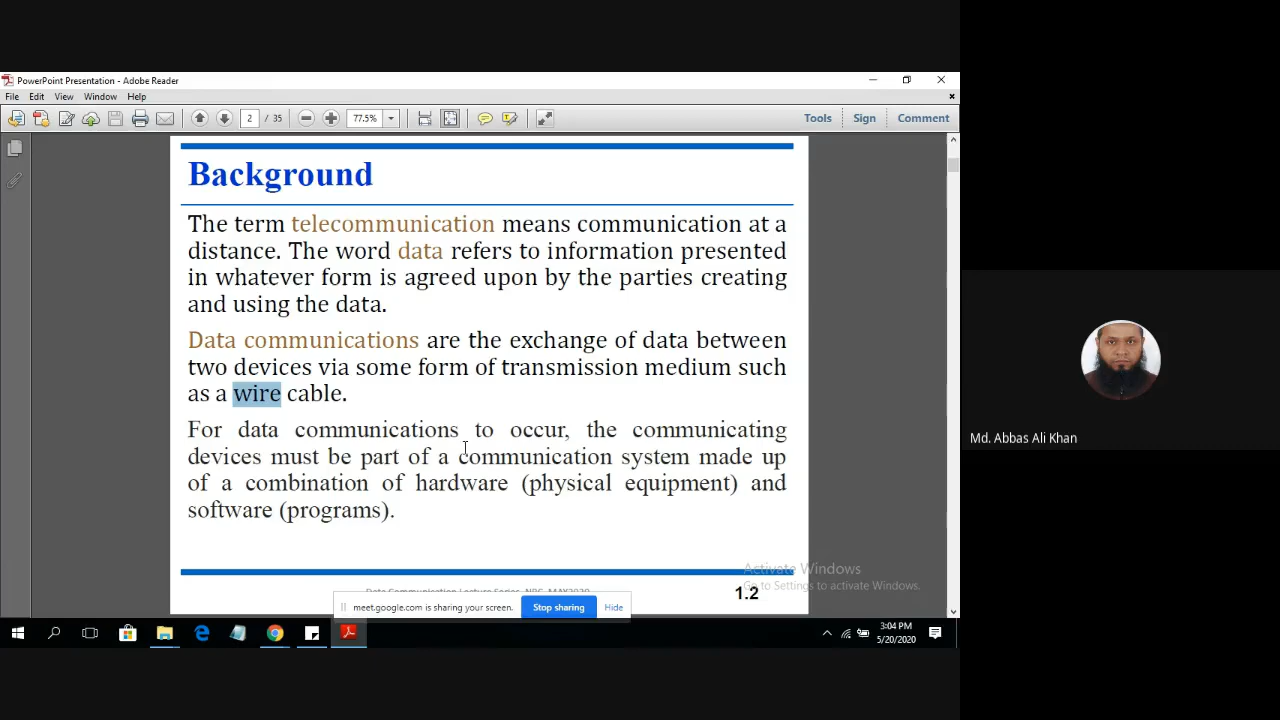 PowerPoint Presentation - Adobe Reader
File Edit View Window Help
2 / 35 77.5% Tools Sign Comment
Background
The term telecommunication means communication at a
distance. The word data refers to information presented
in whatever form is agreed upon by the parties creating
and using the data.
Data communications are the exchange of data between
two devices via some form of transmission medium such
as a wire cable.
For data communications to occur, the communicating
devices must be part of a communication system made up
of a combination of hardware (physical equipment) and
software (programs).
Md. Abbas Ali Khan
Activate Windows
Go to Settings to activate Windows.
Data Communication Lecture Series, NBC, MAY2020
1.2
meet.google.com is sharing your screen. Stop sharing Hide
3:04 PM
5/20/2020